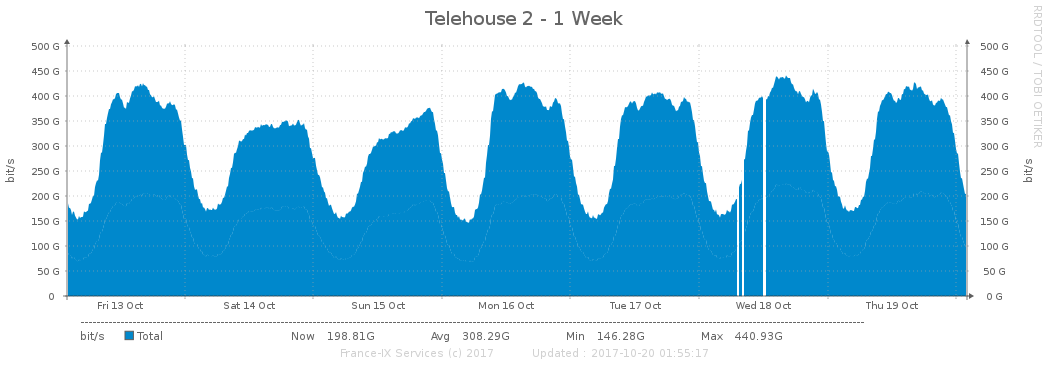 Telehouse 2 - 1 Week
RRDTOOL / TOBI OETIKER
bit/s
500 G
450 G
400 G
350 G
300 G
250 G
200 G
150 G
100 G
50 G
0
500 G
450 G
400 G
350 G
300 G
250 G
200 G
150 G
100 G
50 G
0 G
bit/s
Fri 13 Oct Sat 14 Oct Sun 15 Oct Mon 16 Oct Tue 17 Oct Wed 18 Oct Thu 19 Oct
bit/s Total Now 198.81G Avg 308.29G Min 146.28G Max 440.93G
France-IX Services (c) 2017 Updated : 2017-10-20 01:55:17